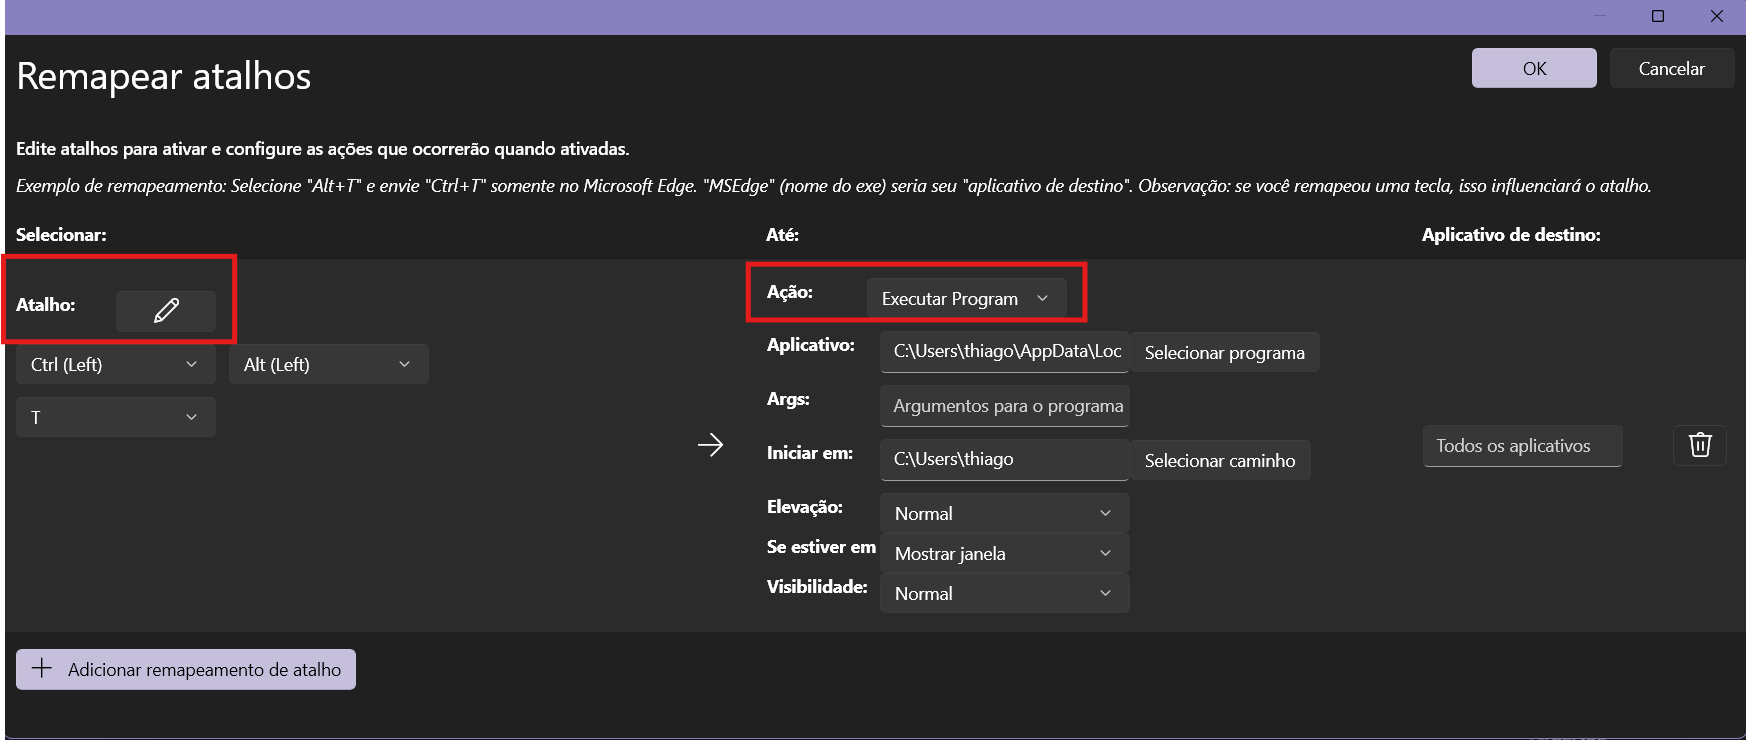 Remapear atalhos
OK
Cancelar
Edite atalhos para ativar e configure as ações que ocorrerão quando ativadas.
Exemplo de remapeamento: Selecione "Alt+T" e envie "Ctrl+T" somente no Microsoft Edge. "MSEdge" (nome do exe) seria seu "aplicativo de destino". Observação: se você remapeou uma tecla, isso influenciará o atalho.
Selecionar:
Até:
Aplicativo de destino:
Atalho:
Ctrl (Left)
Alt (Left)
T
Ação:
Executar Program
Aplicativo:
C:\Users\thiago\AppData\Loc
Selecionar programa
Args:
Argumentos para o programa
Iniciar em:
C:\Users\thiago
Selecionar caminho
Elevação:
Normal
Se estiver em
Mostrar janela
Visibilidade:
Normal
Todos os aplicativos
Adicionar remapeamento de atalho